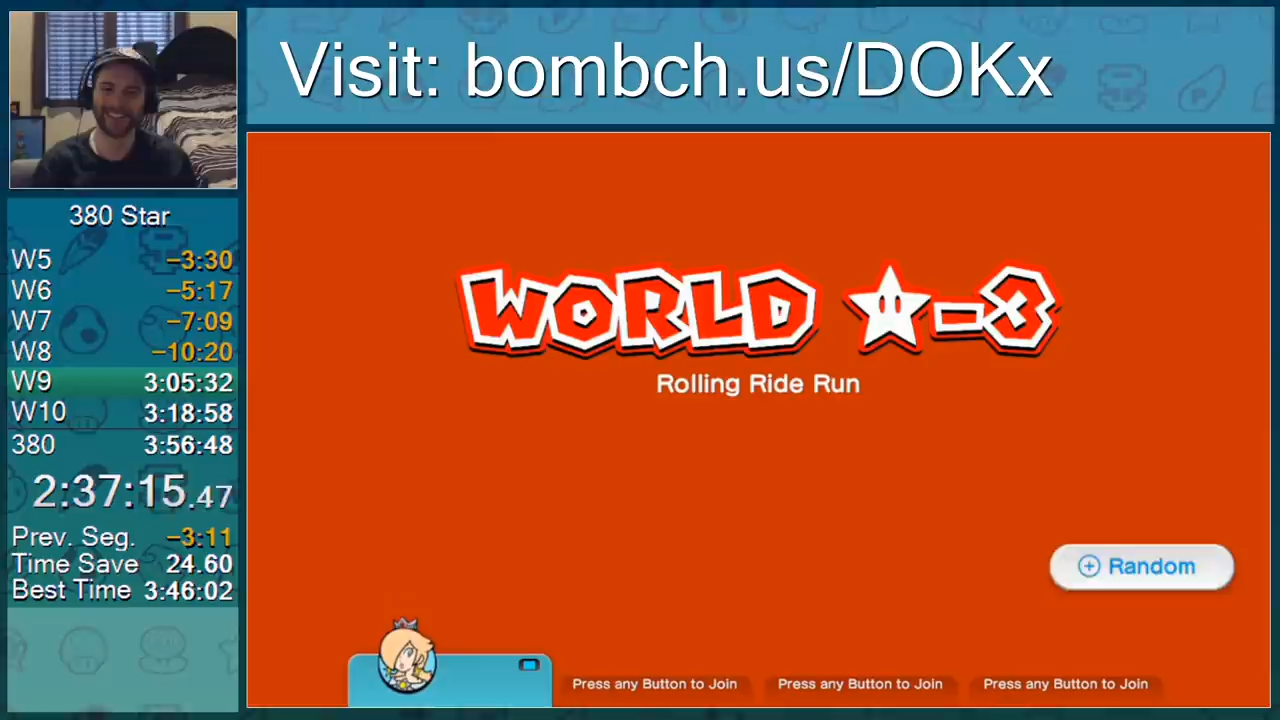 Visit: bombch.us/DOKx
380 Star
W5 −3:30
W6 −5:17
W7 −7:09
W8 −10:20
W9 3:05:32
W10 3:18:58
380 3:56:48
2:37:15.47
Prev. Seg. −3:11
Time Save 24.60
Best Time 3:46:02
WORLD ★-3
Rolling Ride Run
Random
Press any Button to Join
Press any Button to Join
Press any Button to Join